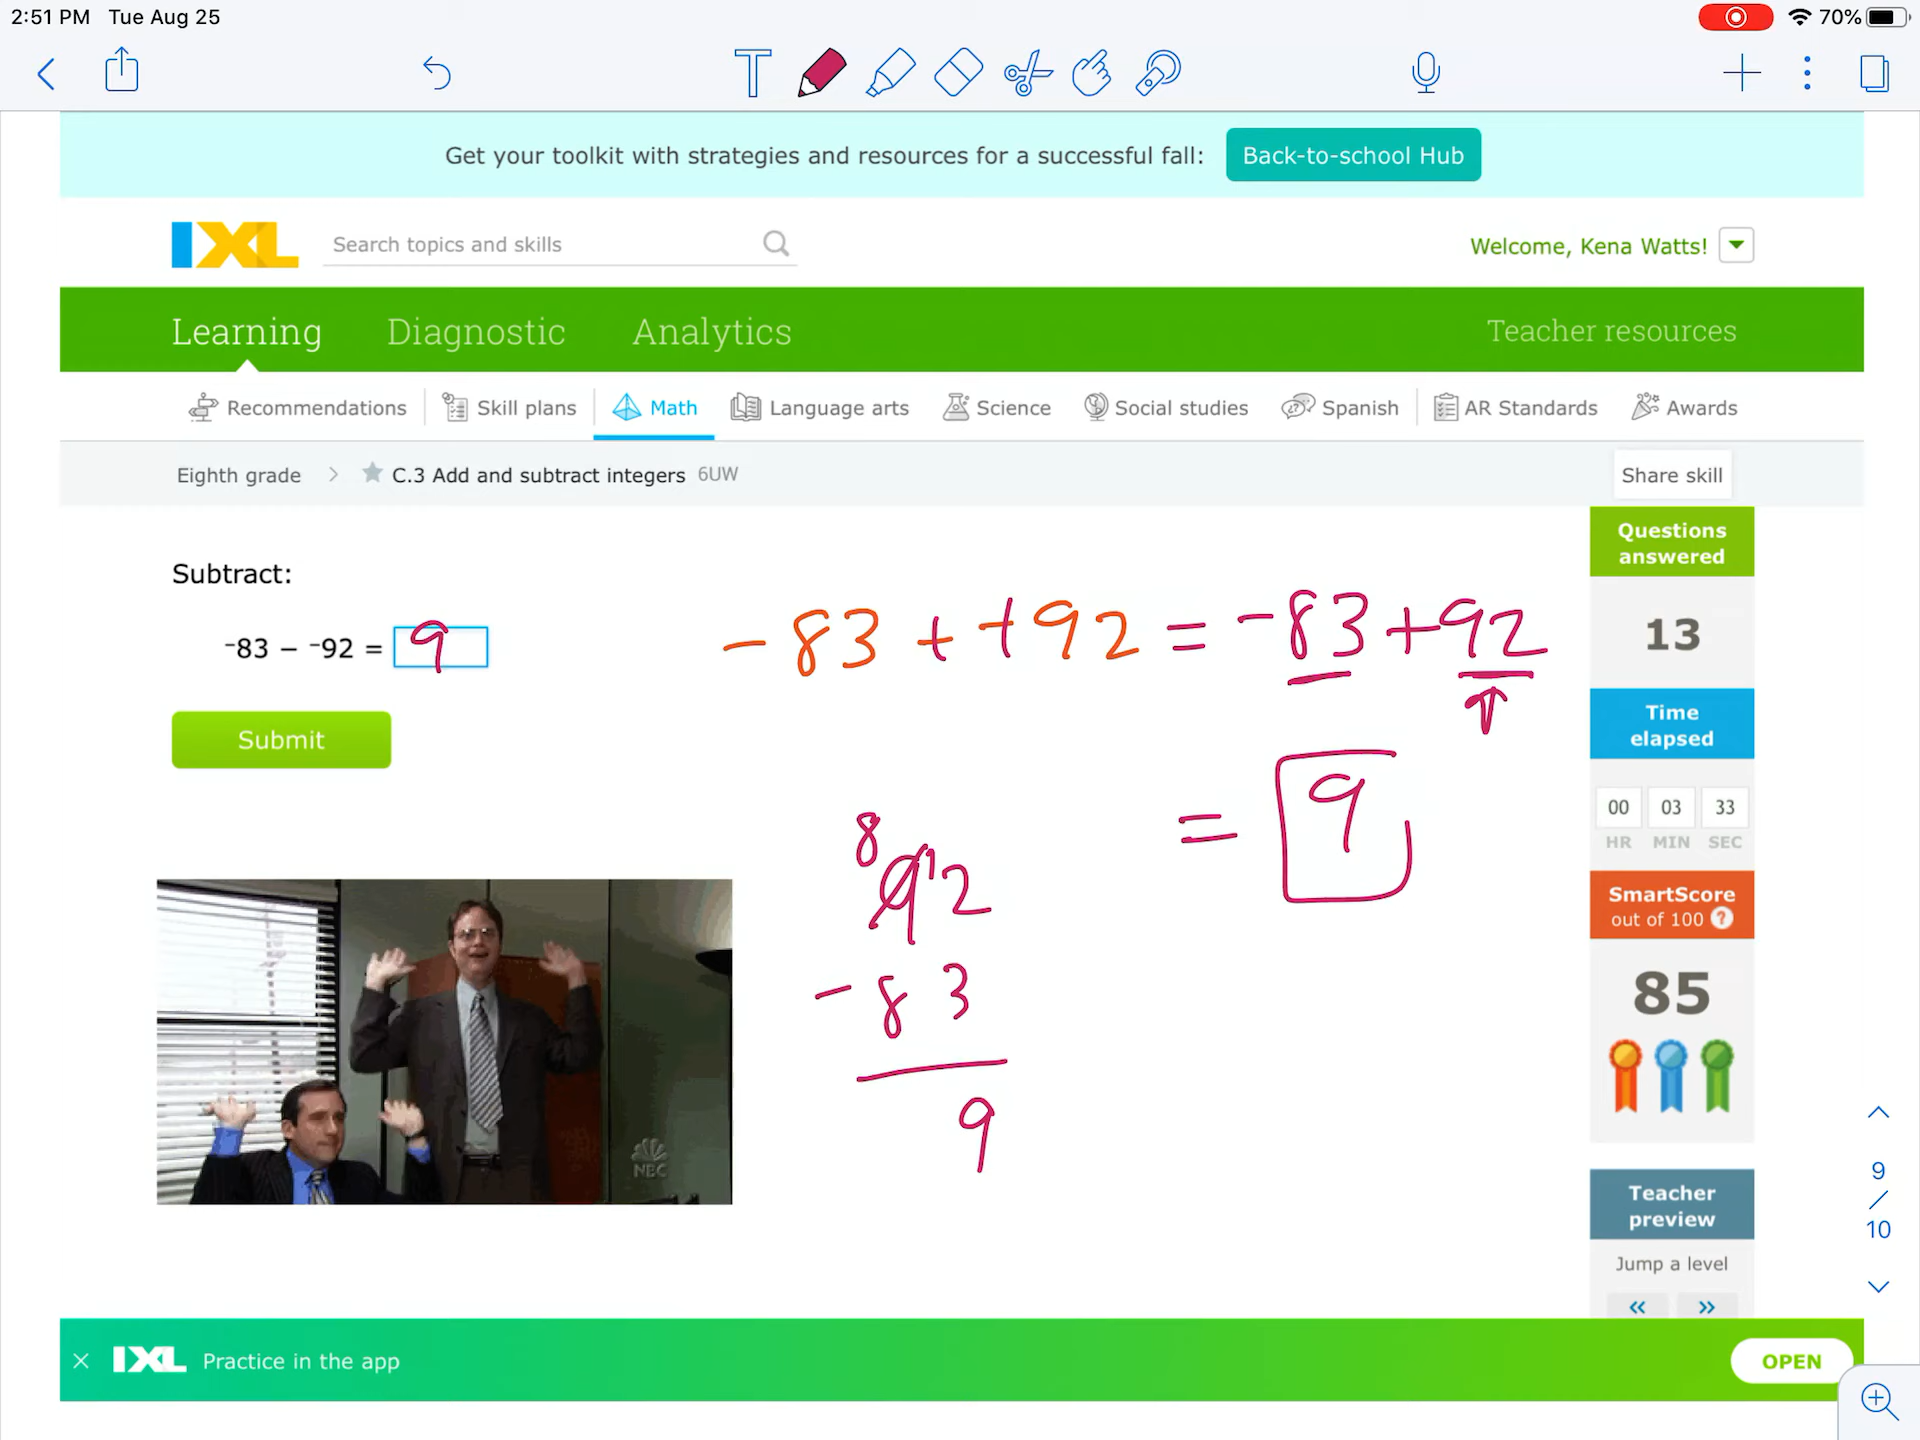 2:51 PM Tue Aug 25
70%
T
Get your toolkit with strategies and resources for a successful fall: Back-to-school Hub
IXL Search topics and skills Welcome, Kena Watts!
Learning Diagnostic Analytics Teacher resources
Recommendations Skill plans Math Language arts Science Social studies Spanish AR Standards Awards
Eighth grade > C.3 Add and subtract integers 6UW Share skill
Subtract:
⁻83 − ⁻92 = 9
Submit
-83 + +92 = -83 + 92
= 9
8
9 12
- 8 3
9
NBC
Questions
answered
13
Time
elapsed
00 03 33
HR MIN SEC
SmartScore
out of 100 ?
85
Teacher
preview
Jump a level
« »
9
/
10
× IXL Practice in the app OPEN